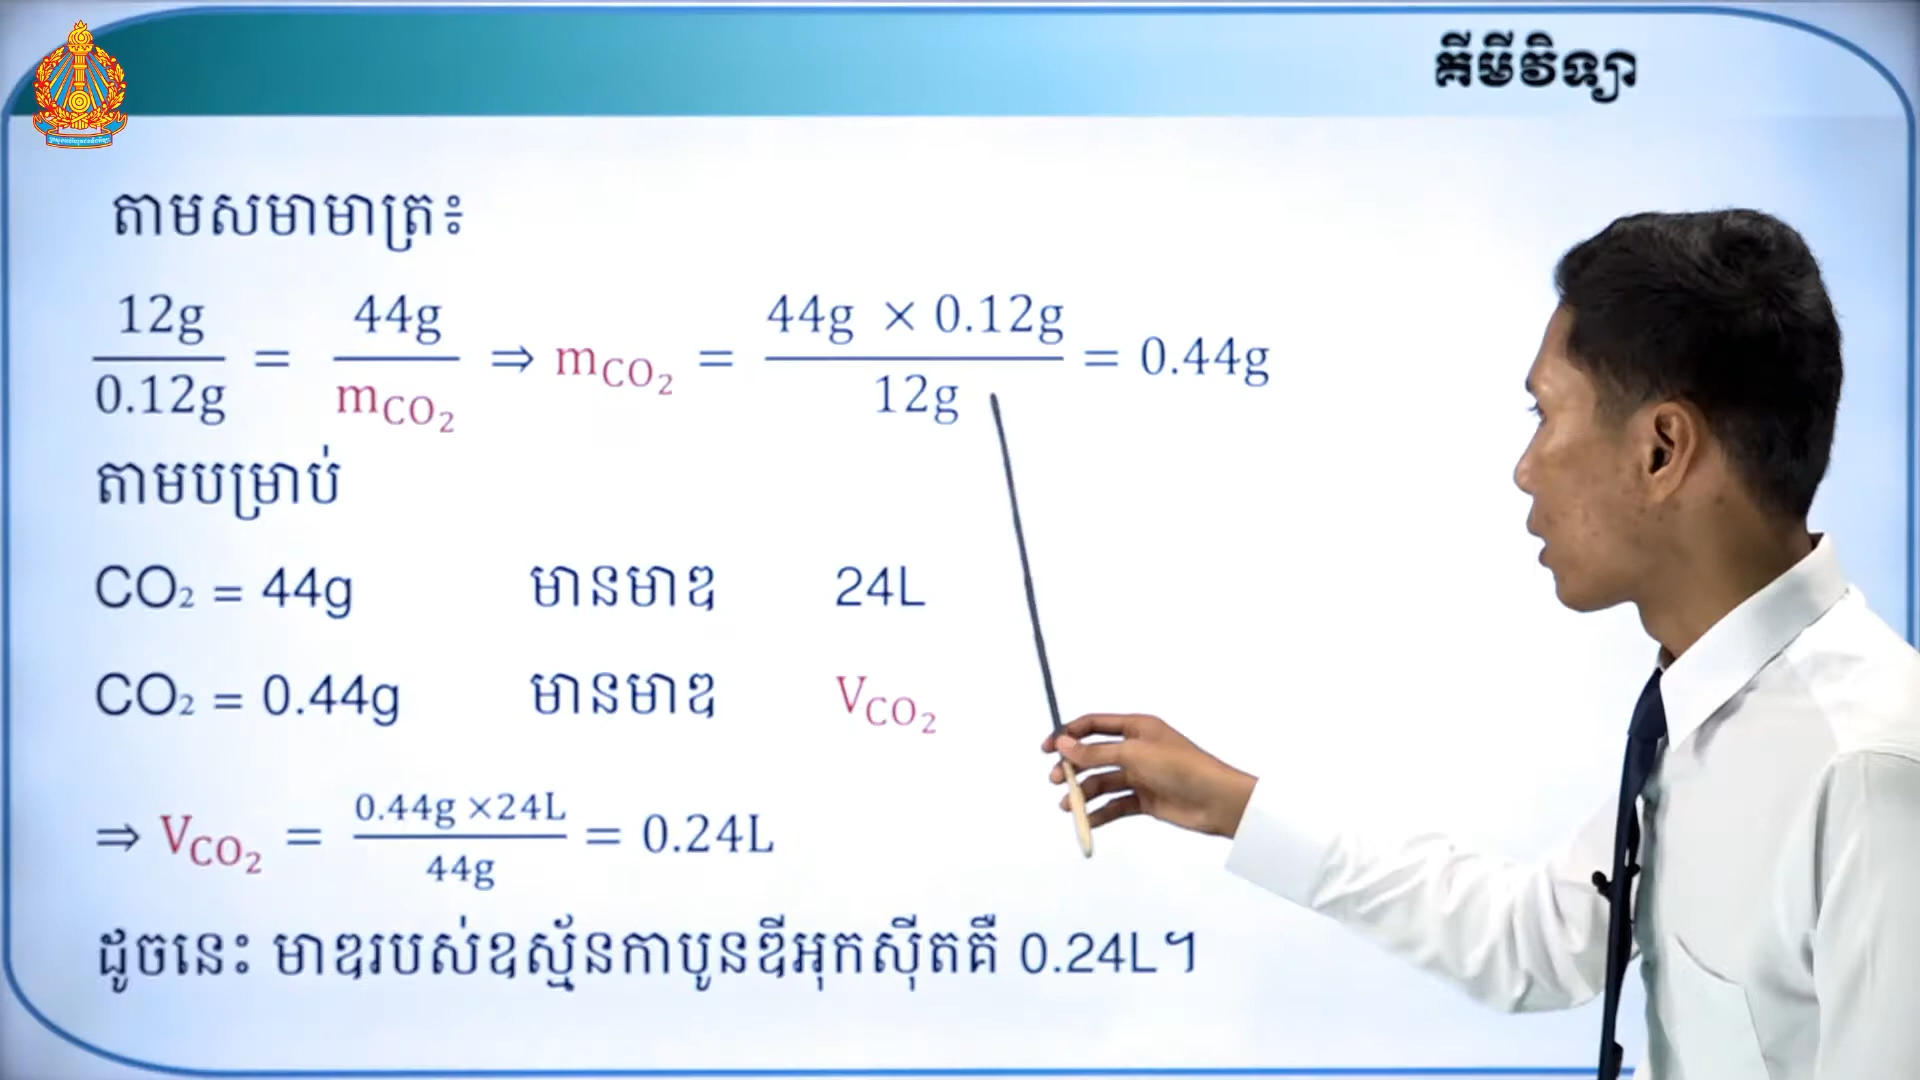 គីមីវិទ្យា
តាមសមាមាត្រ៖
12g/0.12g = 44g/mCO₂ ⇒ mCO₂ = 44g × 0.12g/12g = 0.44g
តាមបម្រាប់
CO₂ = 44g មានមាឌ 24L
CO₂ = 0.44g មានមាឌ VCO₂
⇒ VCO₂ = 0.44g ×24L/44g = 0.24L
ដូចនេះ មាឌរបស់ឧស្ម័នកាបូនឌីអុកស៊ីតគឺ 0.24L។